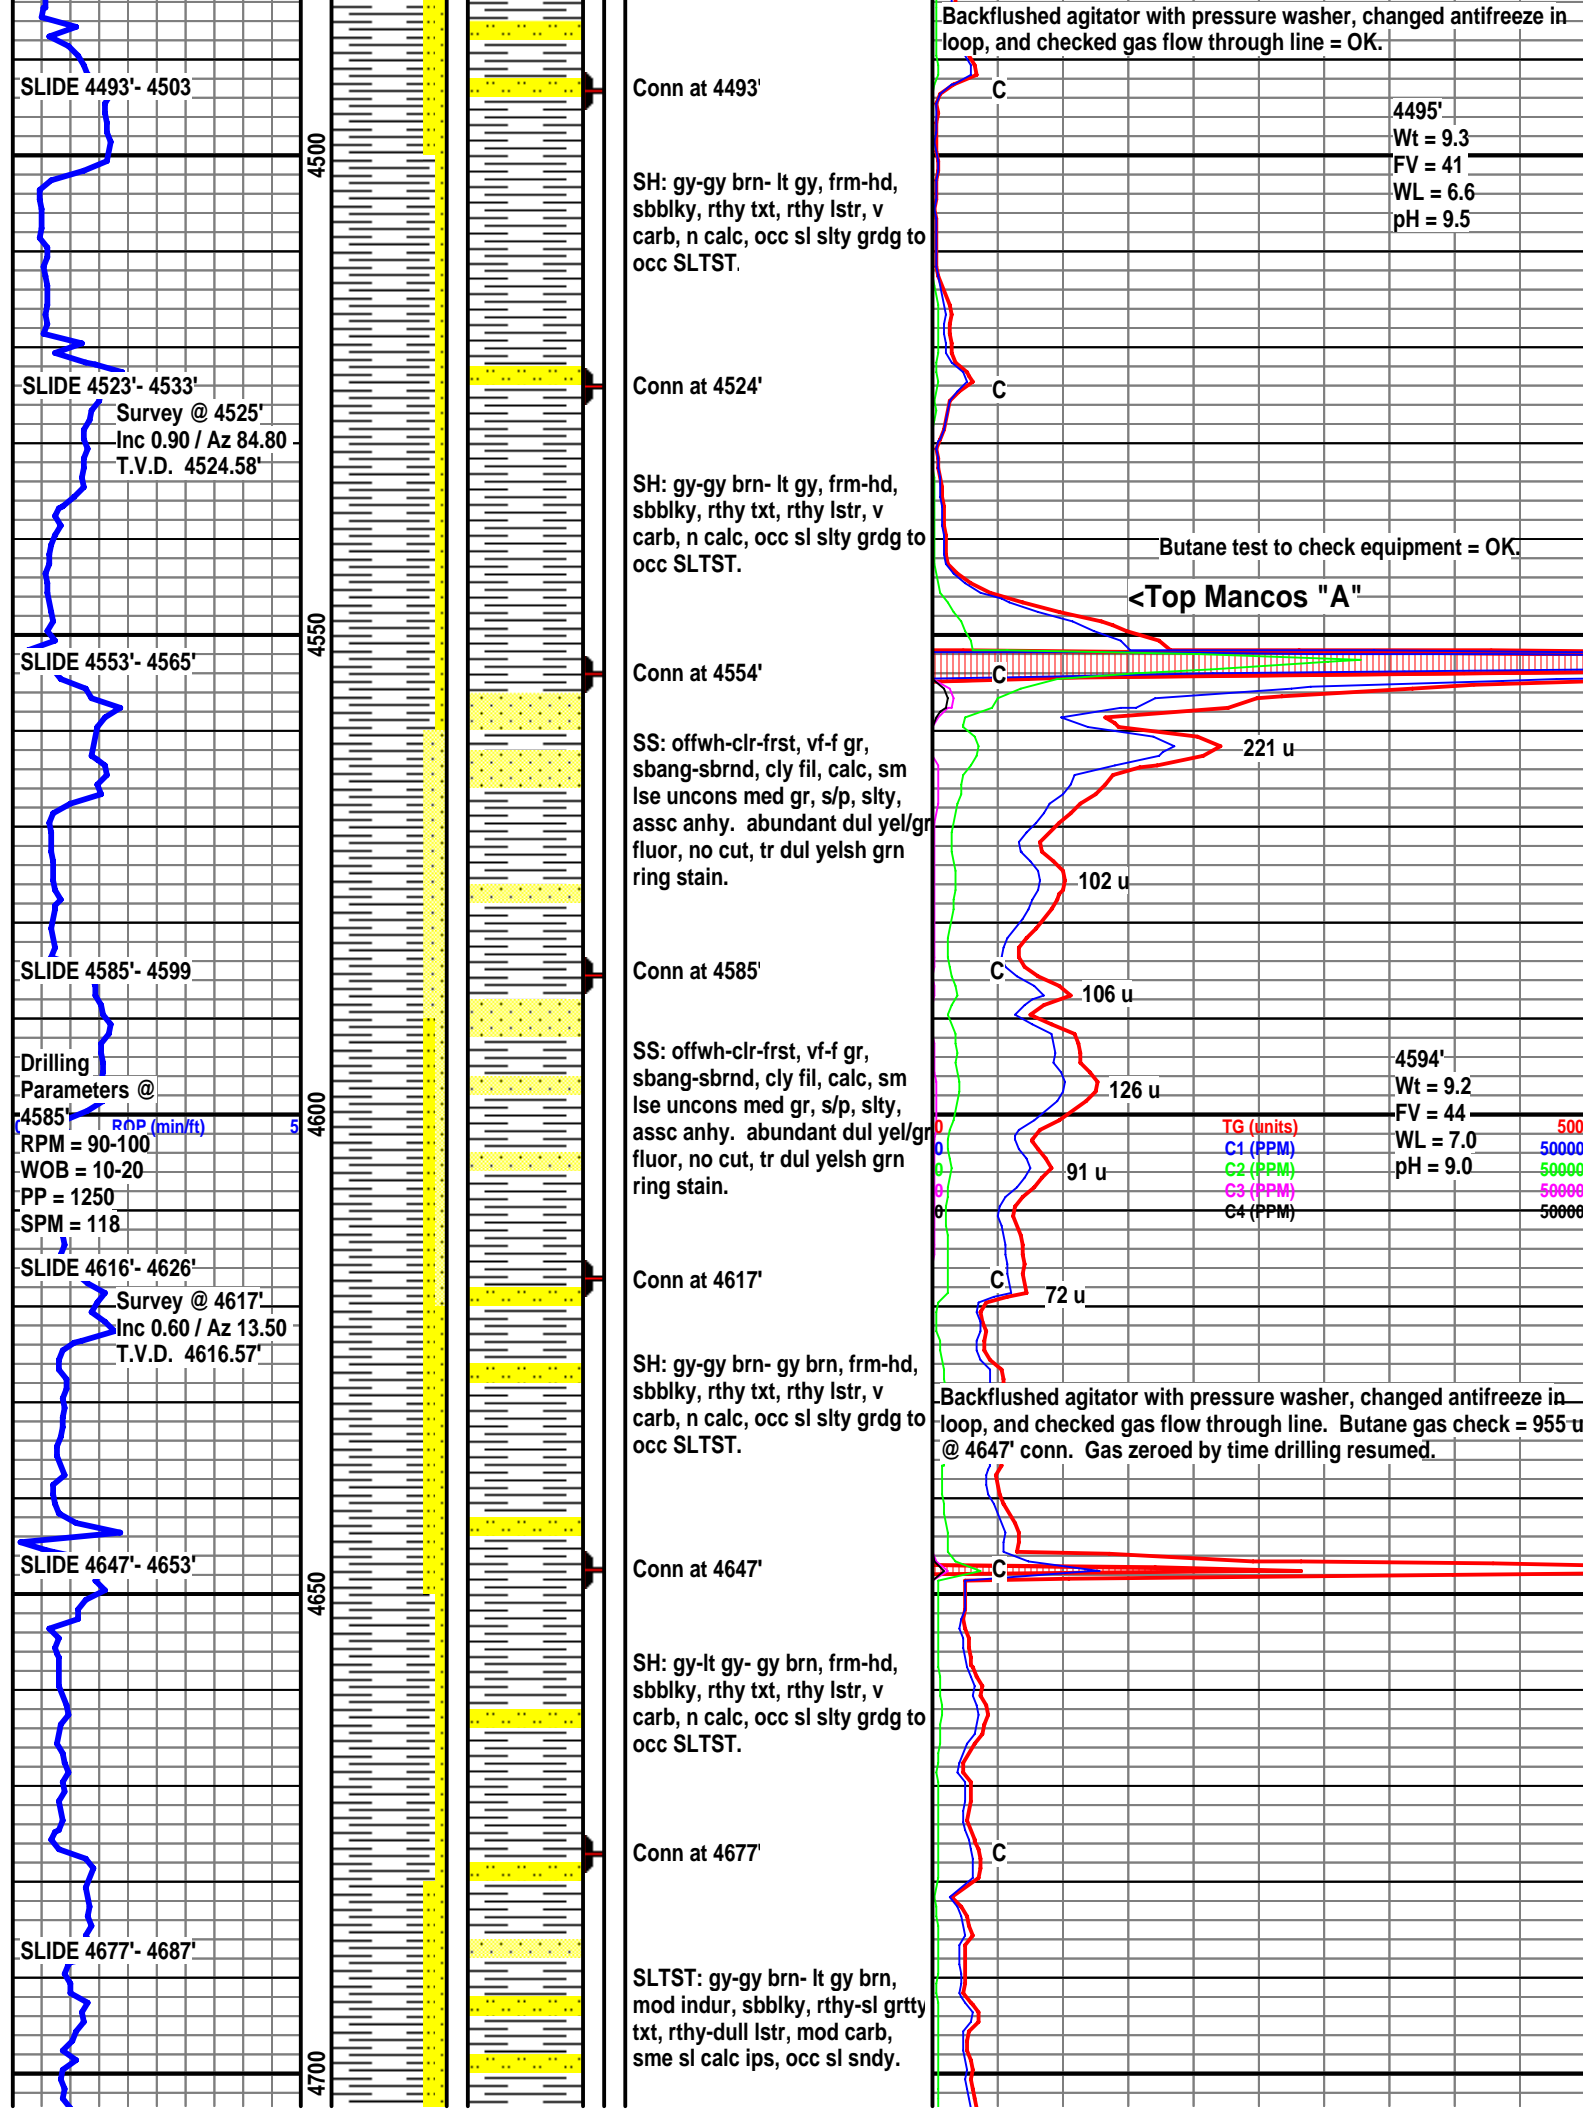 Backflushed agitator with pressure washer, changed antifreeze in
loop, and checked gas flow through line = OK.
SLIDE 4493'- 4503
Conn at 4493'
C
4495'
Wt = 9.3
FV = 41
WL = 6.6
pH = 9.5
4500
SH: gy-gy brn- lt gy, frm-hd,
sbblky, rthy txt, rthy lstr, v
carb, n calc, occ sl slty grdg to
occ SLTST.
SLIDE 4523'- 4533'
Conn at 4524'
C
Survey @ 4525'
Inc 0.90 / Az 84.80
T.V.D. 4524.58'
SH: gy-gy brn- lt gy, frm-hd,
sbblky, rthy txt, rthy lstr, v
carb, n calc, occ sl slty grdg to
occ SLTST.
Butane test to check equipment = OK.
<Top Mancos "A"
4550
SLIDE 4553'- 4565'
Conn at 4554'
C
SS: offwh-clr-frst, vf-f gr,
sbang-sbrnd, cly fil, calc, sm
lse uncons med gr, s/p, slty,
assc anhy. abundant dul yel/gr
fluor, no cut, tr dul yelsh grn
ring stain.
221 u
102 u
SLIDE 4585'- 4599
Conn at 4585'
C
106 u
Drilling
Parameters @
4585'
RPM = 90-100
WOB = 10-20
PP = 1250
SPM = 118
ROP (min/ft)
5
4600
SS: offwh-clr-frst, vf-f gr,
sbang-sbrnd, cly fil, calc, sm
lse uncons med gr, s/p, slty,
assc anhy. abundant dul yel/gr
fluor, no cut, tr dul yelsh grn
ring stain.
126 u
4594'
Wt = 9.2
FV = 44
WL = 7.0
pH = 9.0
0 TG (units) 500
0 C1 (PPM) 50000
0 C2 (PPM) 50000
0 C3 (PPM) 50000
0 C4 (PPM) 50000
91 u
SLIDE 4616'- 4626'
Conn at 4617'
C
72 u
Survey @ 4617'
Inc 0.60 / Az 13.50
T.V.D. 4616.57'
SH: gy-gy brn- gy brn, frm-hd,
sbblky, rthy txt, rthy lstr, v
carb, n calc, occ sl slty grdg to
occ SLTST.
Backflushed agitator with pressure washer, changed antifreeze in
loop, and checked gas flow through line. Butane gas check = 955 u
@ 4647' conn. Gas zeroed by time drilling resumed.
SLIDE 4647'- 4653'
Conn at 4647'
C
4650
SH: gy-lt gy- gy brn, frm-hd,
sbblky, rthy txt, rthy lstr, v
carb, n calc, occ sl slty grdg to
occ SLTST.
Conn at 4677'
C
SLIDE 4677'- 4687'
SLTST: gy-gy brn- lt gy brn,
mod indur, sbblky, rthy-sl grtty
txt, rthy-dull lstr, mod carb,
sme sl calc ips, occ sl sndy.
4700